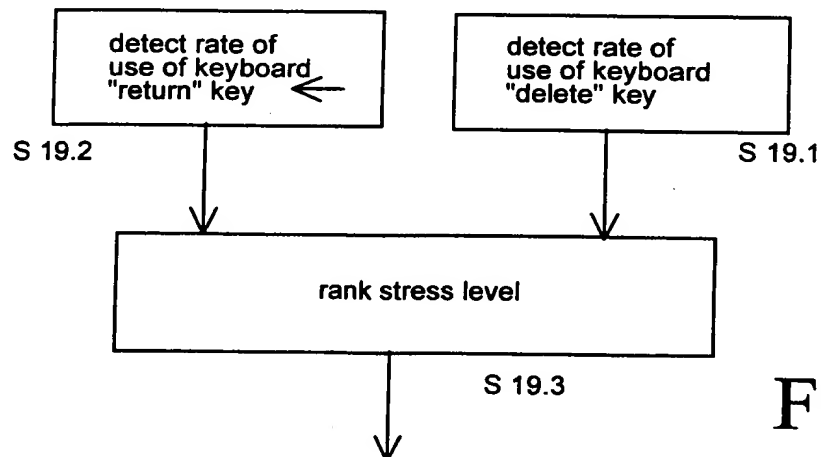 detect rate of
use of keyboard
"return" key ←
S 19.2
detect rate of
use of keyboard
"delete" key
S 19.1
rank stress level
S 19.3
F